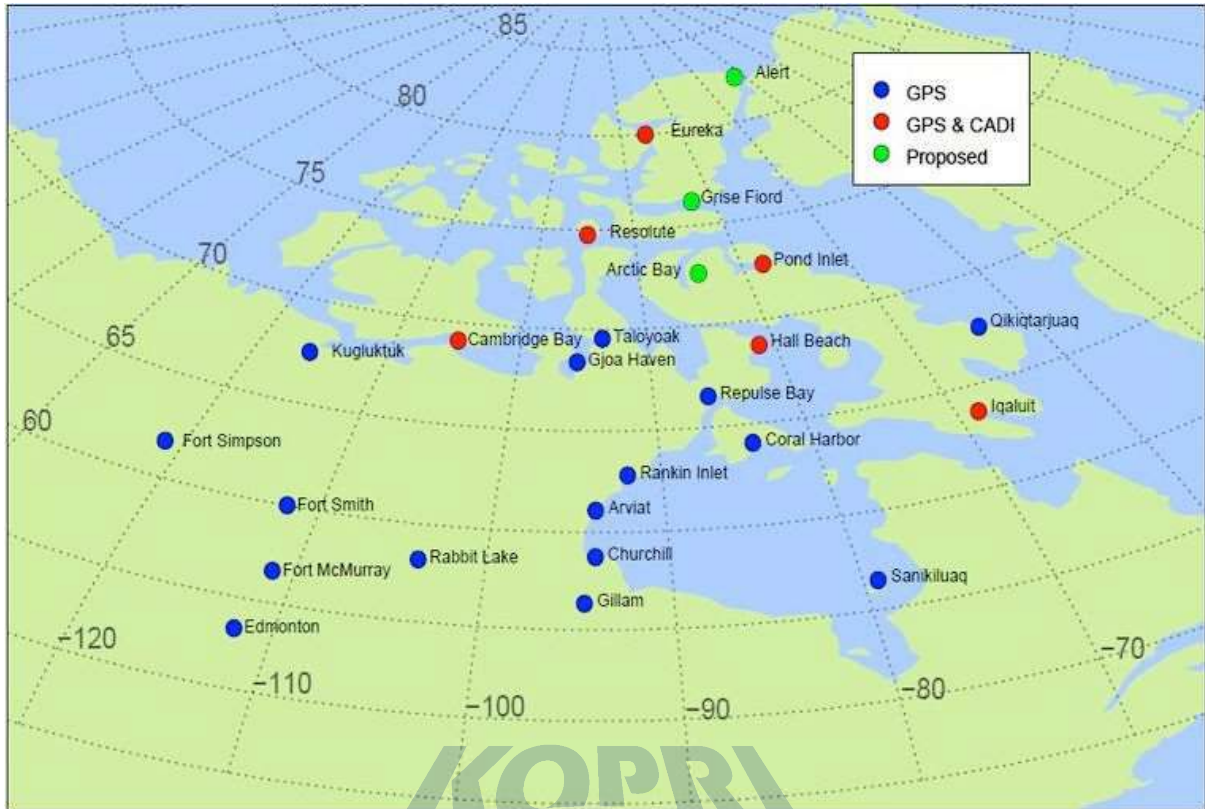 85
Alert
GPS
80
GPS & CADI
Eureka
Proposed
75
Grise Fiord
Resolute
70
Arctic Bay
Pond Inlet
65
Kugluktuk
Cambridge Bay
Taloyoak
Hall Beach
Qikiqtarjuaq
Gjoa Haven
Repulse Bay
60
Iqaluit
Fort Simpson
Coral Harbor
Rankin Inlet
Fort Smith
Arviat
Rabbit Lake
Churchill
Fort McMurray
Sanikiluaq
Gillam
Edmonton
-120
-70
-110
-80
-100
-90
KOPRI